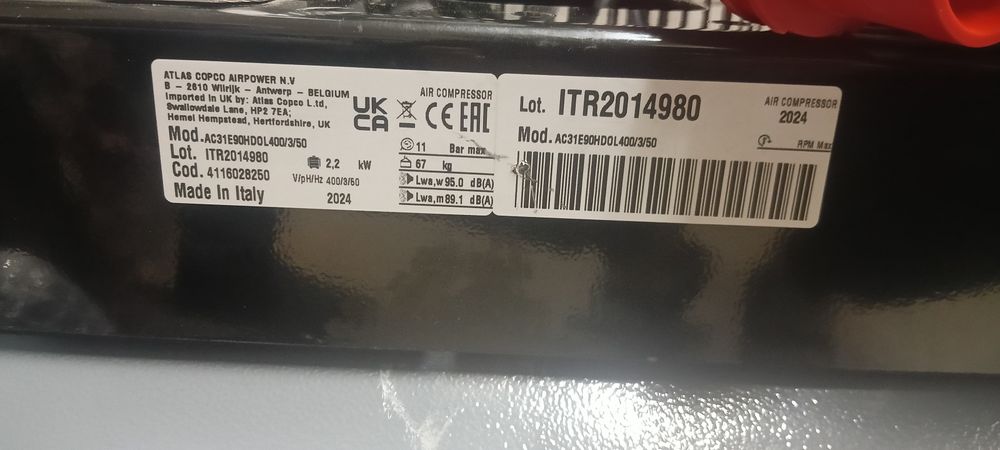 ATLAS COPCO AIRPOWER N.V
B - 2610 Wilrijk - Antwerp - BELGIUM
Imported in UK by: Atlas Copco L.td,
Swallowdale Lane, HP2 7EA;
Hemel Hempstead, Hertfordshire, UK
Mod. AC31E90HDOL400/3/50
Lot. ITR2014980
Cod. 4116028250
Made In Italy
2,2 kW
V/pH/Hz 400/3/50
2024
UK
CA
AIR COMPRESSOR
CE EAC
11 Bar max
67 kg
Lwa,w 95.0 dB(A)
Lwa,m 89.1 dB(A)
Lot. ITR2014980
Mod. AC31E90HDOL400/3/50
AIR COMPRESSOR
2024
RPM Max